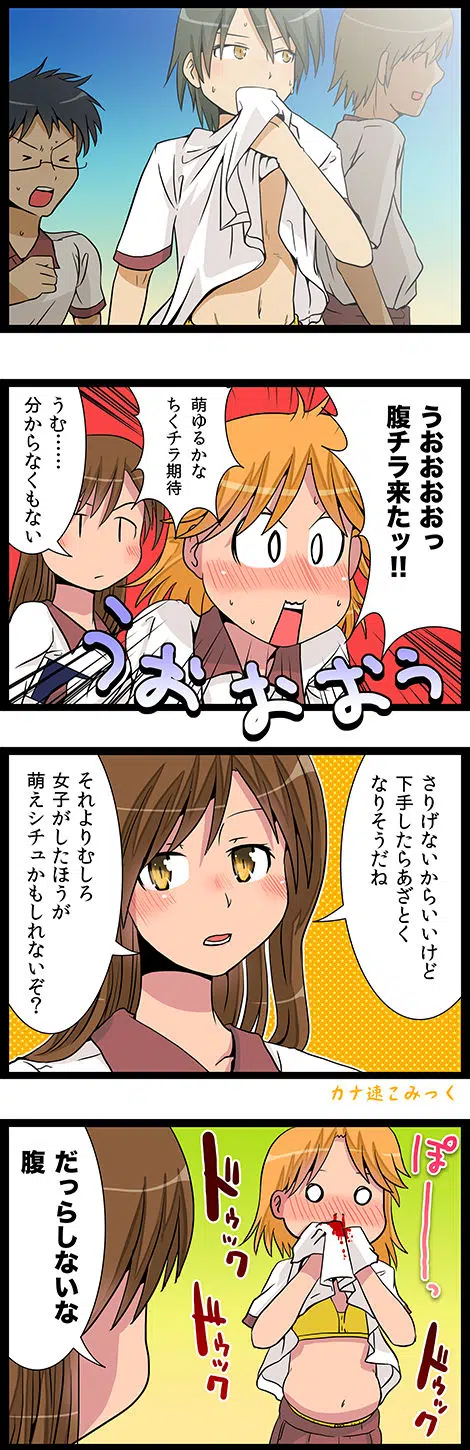 うおおおおっ
腹チラ来たッ!!
萌ゆるかな
ちくチラ期待
うむ……
分からなくもない
うおおおおぅ
さりげないからいいけど
下手したらあざとく
なりそうだね
それよりむしろ
女子がしたほうが
萌えシチュかもしれないぞ？
カナ速こみっく
ぽーーっ
ドゥック
ドゥック
ドゥック
だっらしないな
腹